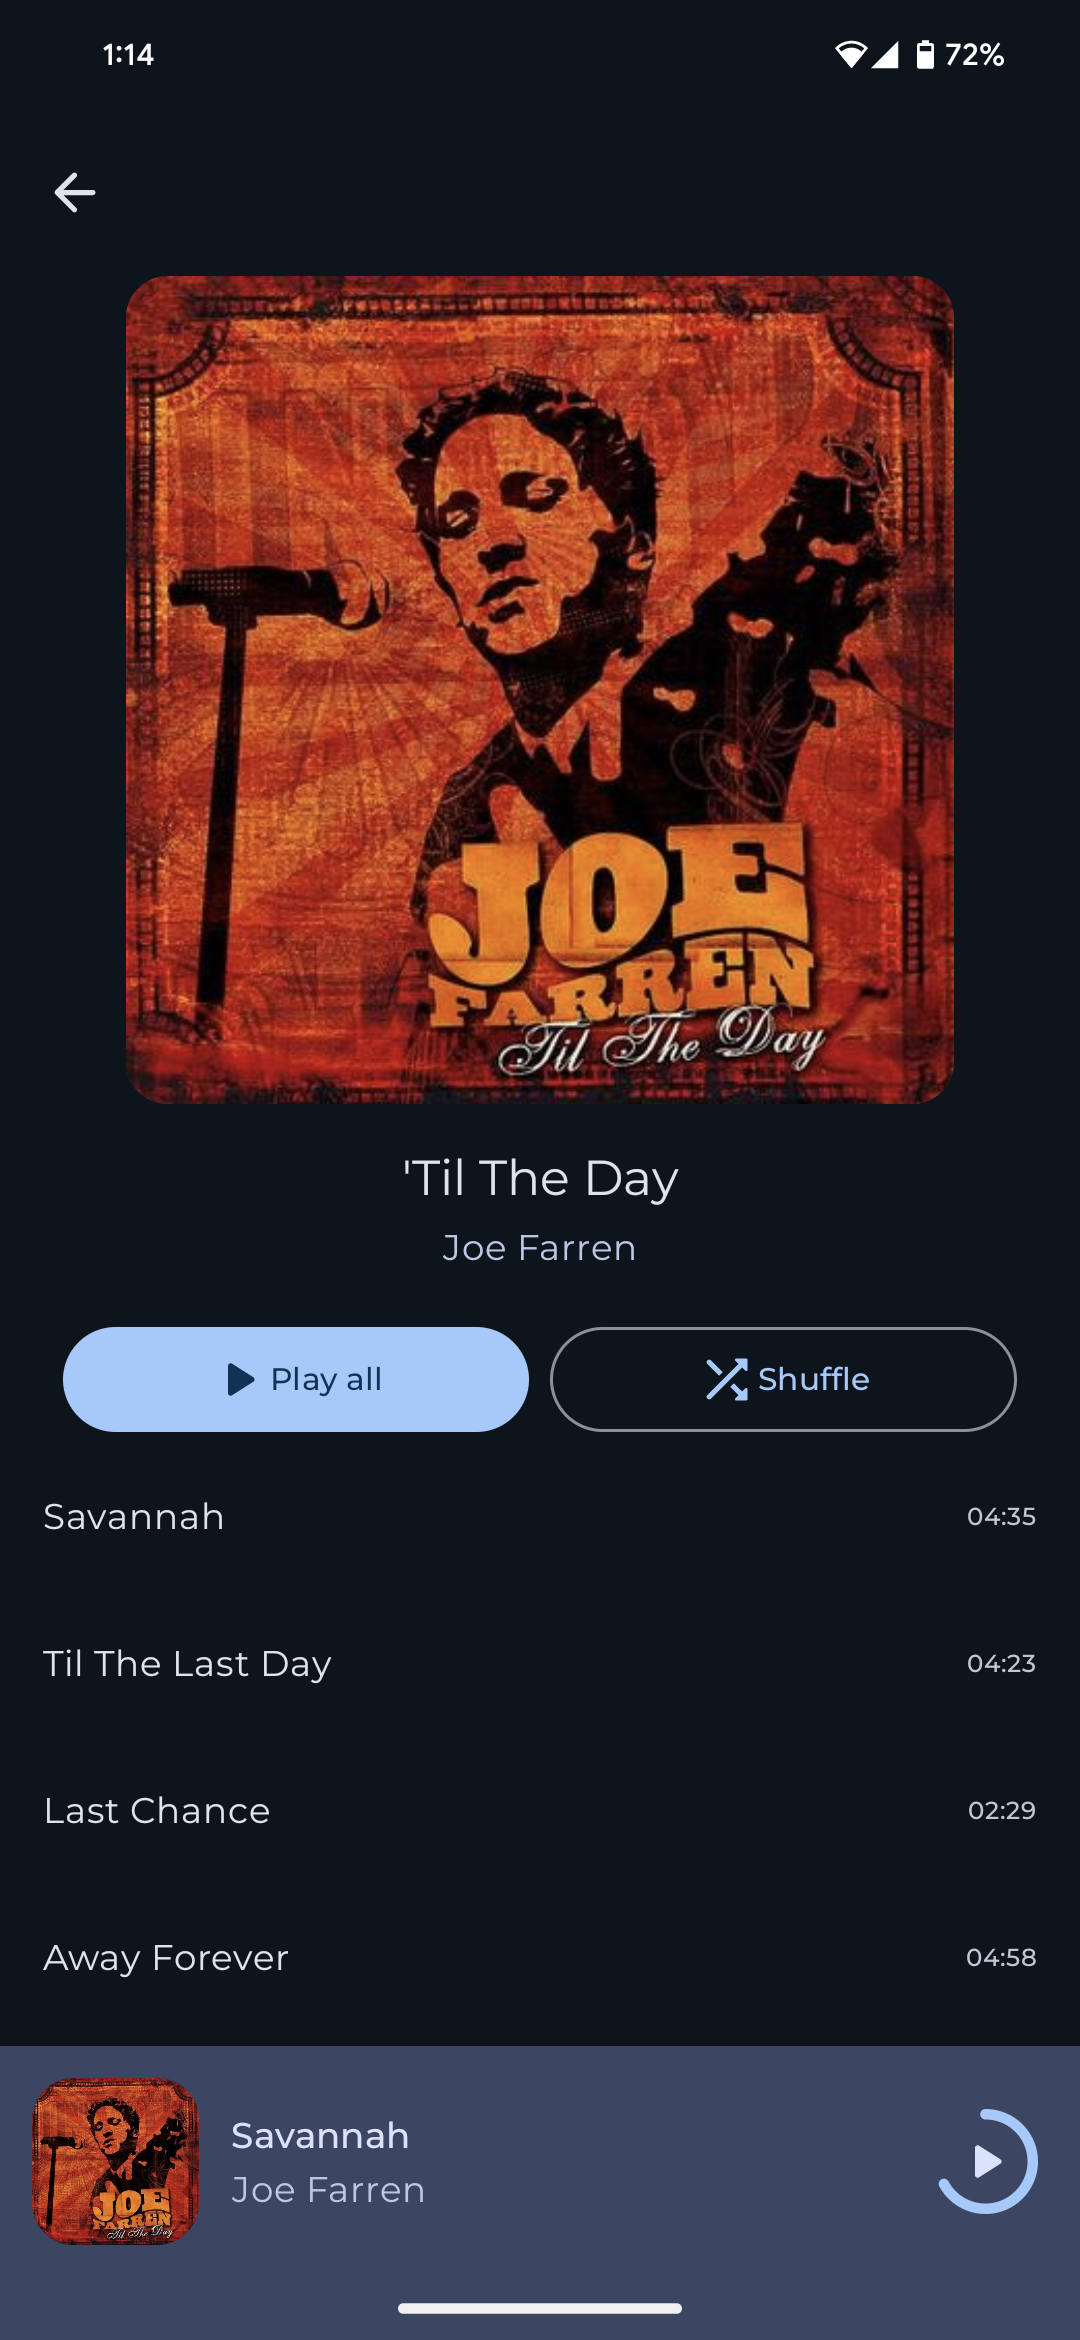 1:14
72%
JOE
FARREN
Til The Day
'Til The Day
Joe Farren
Play all
Shuffle
Savannah
04:35
Til The Last Day
04:23
Last Chance
02:29
Away Forever
04:58
JOE
FARREN
Til The Day
Savannah
Joe Farren